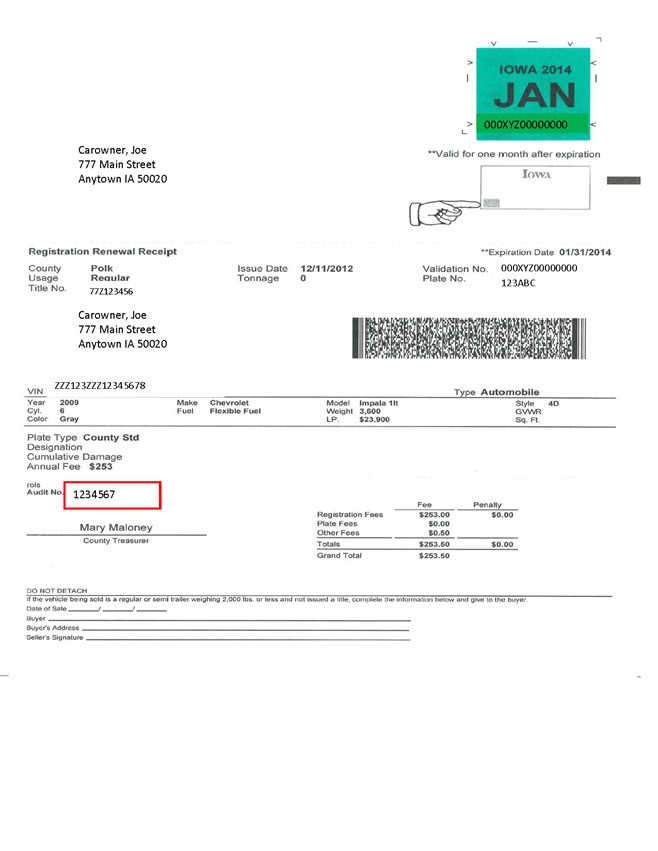 IOWA 2014
JAN
000XYZ00000000
**Valid for one month after expiration
Carowner, Joe
777 Main Street
Anytown IA 50020
IOWA
Registration Renewal Receipt
**Expiration Date 01/31/2014
County Polk Issue Date 12/11/2012 Validation No. 000XYZ00000000
Usage Regular Tonnage 0 Plate No. 123ABC
Title No. 77Z123456
Carowner, Joe
777 Main Street
Anytown IA 50020
VIN ZZZ123ZZZ12345678 Type Automobile
Year 2009 Make Chevrolet Model Impala 1lt Style 4D
Cyl. 6 Fuel Flexible Fuel Weight 3,600 GVWR
Color Gray LP. $23,900 Sq. Ft.
Plate Type County Std
Designation
Cumulative Damage
Annual Fee $253
rols
Audit No. 1234567
Mary Maloney
County Treasurer
Fee Penalty
Registration Fees $253.00 $0.00
Plate Fees $0.00
Other Fees $0.50
Totals $253.50 $0.00
Grand Total $253.50
DO NOT DETACH
If the vehicle being sold is a regular or semi trailer weighing 2,000 lbs. or less and not issued a title, complete the information below and give to the buyer.
Date of Sale ______/______/______
Buyer
Buyer's Address
Seller's Signature